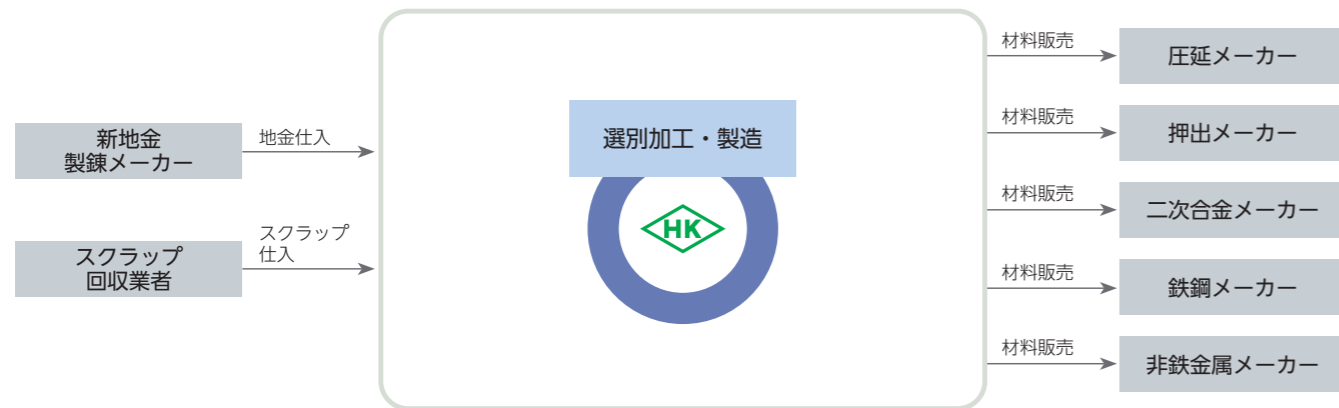 新地金
製錬メーカー
地金仕入
スクラップ
回収業者
スクラップ
仕入
選別加工・製造
HK
材料販売
圧延メーカー
材料販売
押出メーカー
材料販売
二次合金メーカー
材料販売
鉄鋼メーカー
材料販売
非鉄金属メーカー